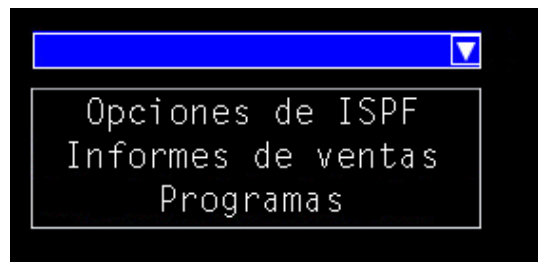 Opciones de ISPF
Informes de ventas
Programas